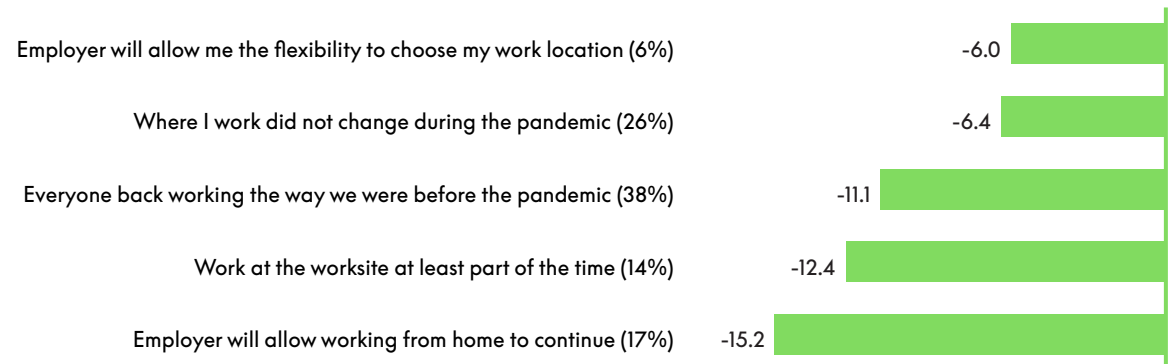 Employer will allow me the flexibility to choose my work location (6%) -6.0
Where I work did not change during the pandemic (26%) -6.4
Everyone back working the way we were before the pandemic (38%) -11.1
Work at the worksite at least part of the time (14%) -12.4
Employer will allow working from home to continue (17%) -15.2